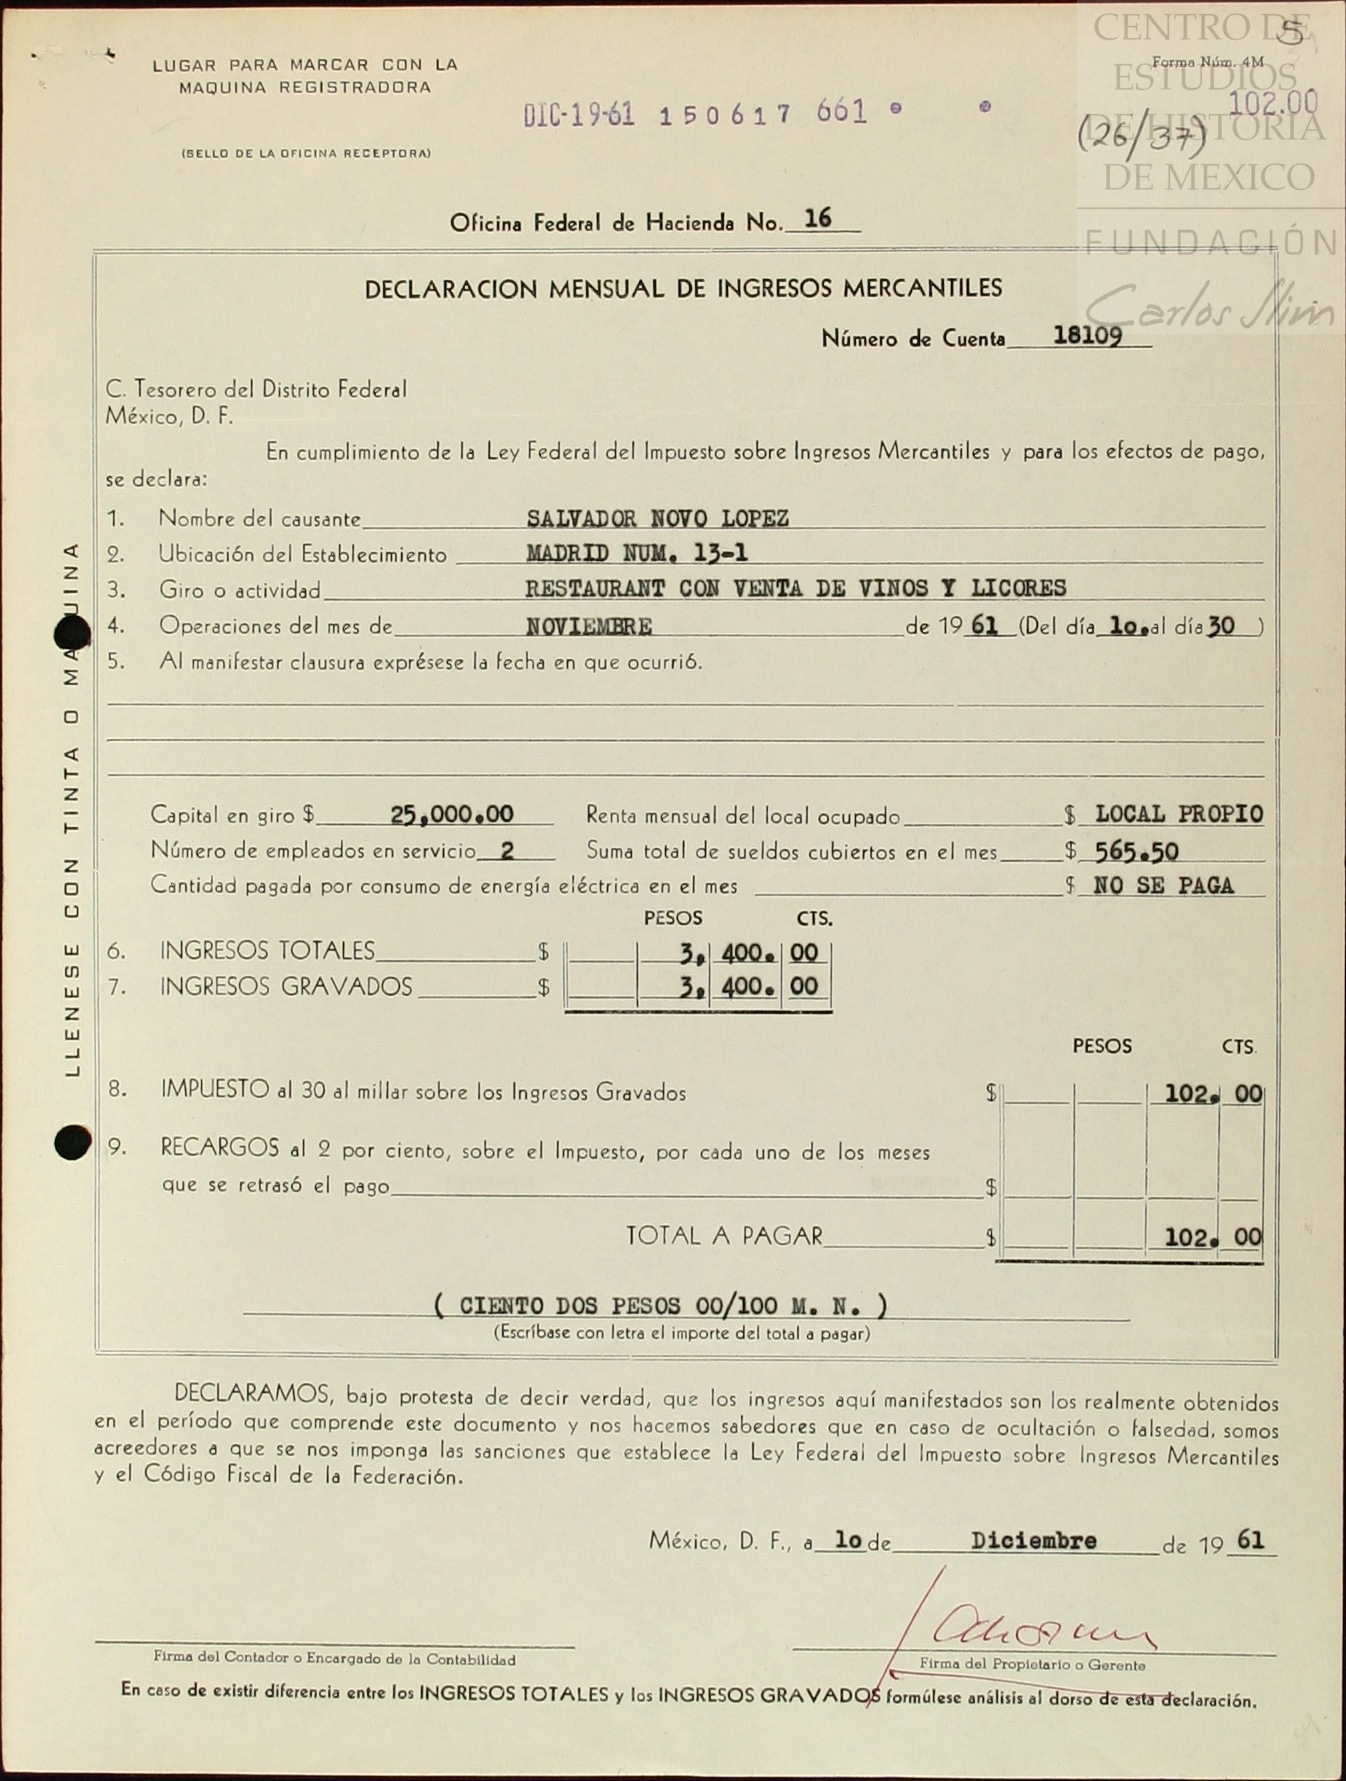 CENTRO DE
ESTUDIOS
DE HISTORIA
DE MEXICO
FUNDACIÓN
Carlos Slim
5
LUGAR PARA MARCAR CON LA
MAQUINA REGISTRADORA
Forma Núm. 4M
DIC-19-61 150617 661 102.00
(26/37)
(SELLO DE LA OFICINA RECEPTORA)
Oficina Federal de Hacienda No. 16
DECLARACION MENSUAL DE INGRESOS MERCANTILES
Número de Cuenta 18109
C. Tesorero del Distrito Federal
México, D. F.
En cumplimiento de la Ley Federal del Impuesto sobre Ingresos Mercantiles y para los efectos de pago,
se declara:
1. Nombre del causante SALVADOR NOVO LOPEZ
2. Ubicación del Establecimiento MADRID NUM. 13-1
3. Giro o actividad RESTAURANT CON VENTA DE VINOS Y LICORES
4. Operaciones del mes de NOVIEMBRE de 19 61 (Del día 1o. al día 30 )
5. Al manifestar clausura exprésese la fecha en que ocurrió.
LLENESE CON TINTA O MAQUINA
Capital en giro $ 25,000.00 Renta mensual del local ocupado $ LOCAL PROPIO
Número de empleados en servicio 2 Suma total de sueldos cubiertos en el mes $ 565.50
Cantidad pagada por consumo de energía eléctrica en el mes $ NO SE PAGA
PESOS CTS.
6. INGRESOS TOTALES $ 3, 400. 00
7. INGRESOS GRAVADOS $ 3, 400. 00
PESOS CTS.
8. IMPUESTO al 30 al millar sobre los Ingresos Gravados $ 102. 00
9. RECARGOS al 2 por ciento, sobre el Impuesto, por cada uno de los meses
que se retrasó el pago $
TOTAL A PAGAR $ 102. 00
( CIENTO DOS PESOS 00/100 M. N. )
(Escríbase con letra el importe del total a pagar)
DECLARAMOS, bajo protesta de decir verdad, que los ingresos aquí manifestados son los realmente obtenidos
en el período que comprende este documento y nos hacemos sabedores que en caso de ocultación o falsedad, somos
acreedores a que se nos imponga las sanciones que establece la Ley Federal del Impuesto sobre Ingresos Mercantiles
y el Código Fiscal de la Federación.
México, D. F., a 1o de Diciembre de 19 61
Firma del Contador o Encargado de la Contabilidad
Firma del Propietario o Gerente
En caso de existir diferencia entre los INGRESOS TOTALES y los INGRESOS GRAVADOS formúlese análisis al dorso de esta declaración.